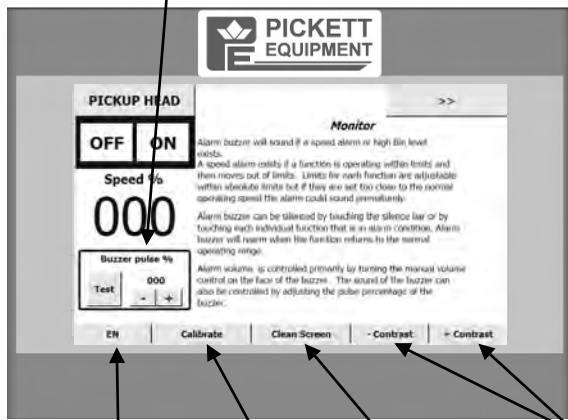 PICKETT
EQUIPMENT
PICKUP HEAD
>>
OFF ON
Speed %
000
Buzzer pulse %
Test
000
- +
Monitor
Alarm buzzer will sound if a speed alarm or high Bin level
exists.
A speed alarm exists if a function is operating within limits and
then moves out of limits. Limits for each function are adjustable
within absolute limits but if they are set too close to the normal
operating speed the alarm could sound prematurely.
Alarm buzzer can be silenced by touching the silence bar or by
touching each individual function that is in alarm condition. Alarm
buzzer will rearm when the function returns to the normal
operating range.
Alarm volume is controlled primarily by turning the manual volume
control on the face of the buzzer. The sound of the buzzer can
also be controlled by adjusting the pulse percentage of the
buzzer.
EN Calibrate Clean Screen - Contrast + Contrast